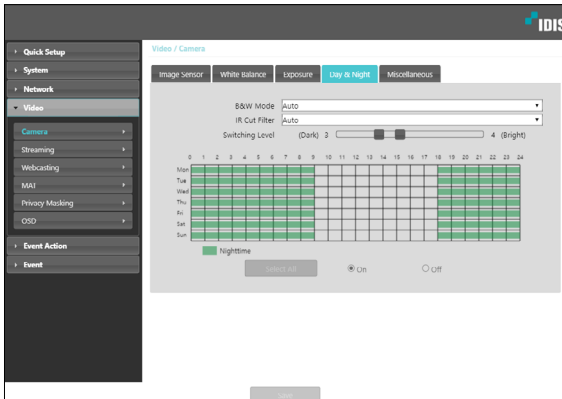 IDIS
Quick Setup
System
Network
Video
Camera
Streaming
Webcasting
MAT
Privacy Masking
OSD
Event Action
Event
Video / Camera
Image Sensor White Balance Exposure Day & Night Miscellaneous
B&W Mode Auto
IR Cut Filter Auto
Switching Level (Dark) 3 4 (Bright)
0 1 2 3 4 5 6 7 8 9 10 11 12 13 14 15 16 17 18 19 20 21 22 23 24
Mon
Tue
Wed
Thu
Fri
Sat
Sun
Nighttime
Select All On Off
Save